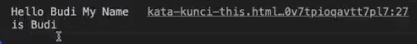 Hello Budi My Name kata-kunci-this.html…0v7tpioqavtt7pl7:27
is Budi